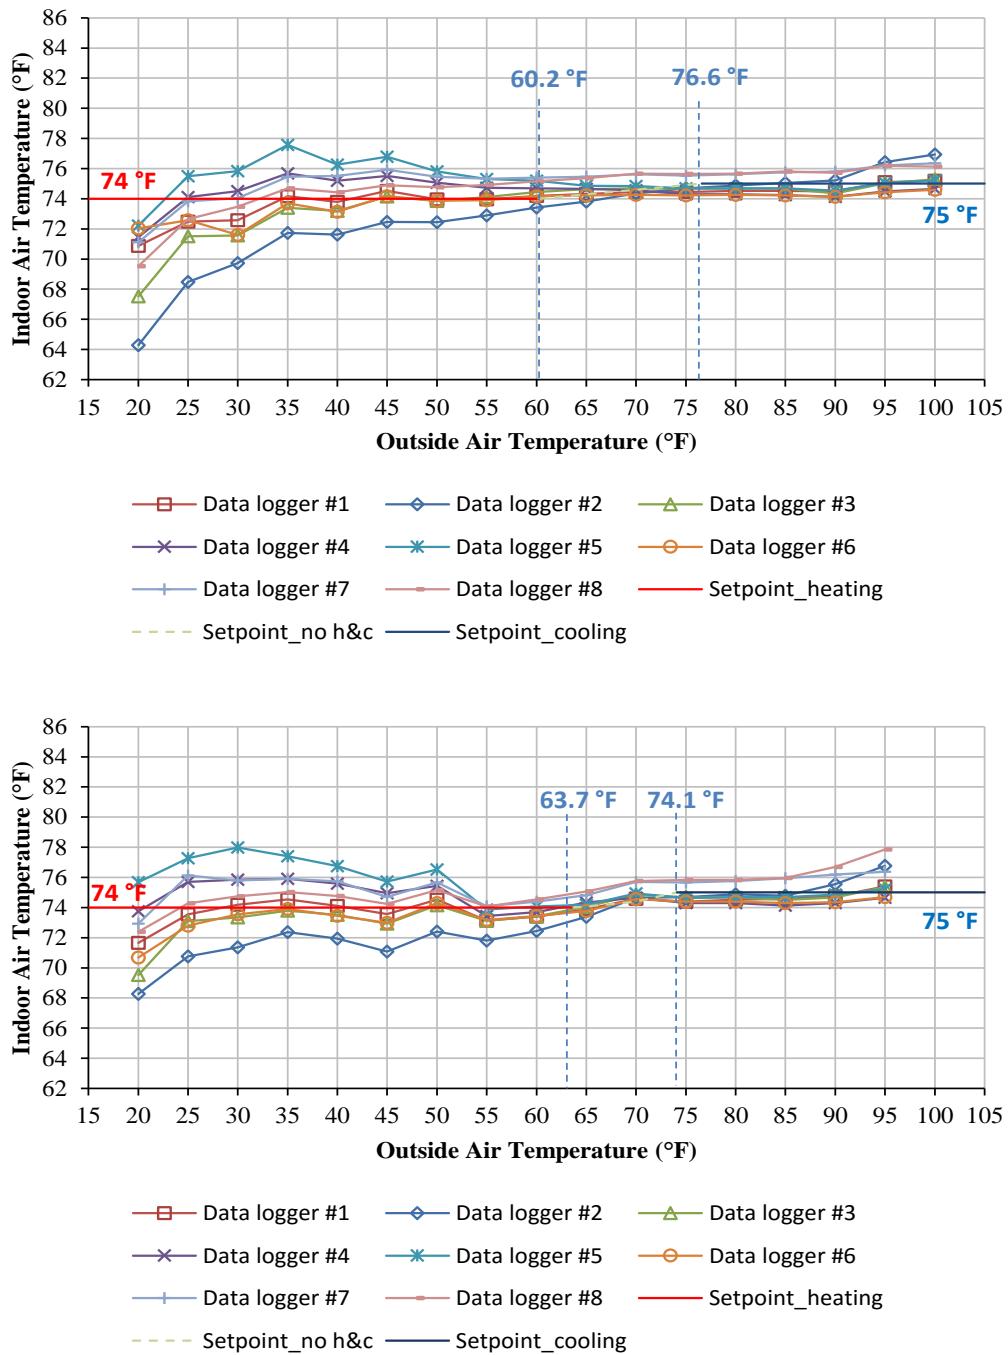 86
84
82
80
78
76
74
72
70
68
66
64
62
Indoor Air Temperature (°F)
60.2 °F
76.6 °F
74 °F
75 °F
15 20 25 30 35 40 45 50 55 60 65 70 75 80 85 90 95 100 105
Outside Air Temperature (°F)
Data logger #1 Data logger #2 Data logger #3
Data logger #4 Data logger #5 Data logger #6
Data logger #7 Data logger #8 Setpoint_heating
Setpoint_no h&c Setpoint_cooling
86
84
82
80
78
76
74
72
70
68
66
64
62
Indoor Air Temperature (°F)
63.7 °F
74.1 °F
74 °F
75 °F
15 20 25 30 35 40 45 50 55 60 65 70 75 80 85 90 95 100 105
Outside Air Temperature (°F)
Data logger #1 Data logger #2 Data logger #3
Data logger #4 Data logger #5 Data logger #6
Data logger #7 Data logger #8 Setpoint_heating
Setpoint_no h&c Setpoint_cooling